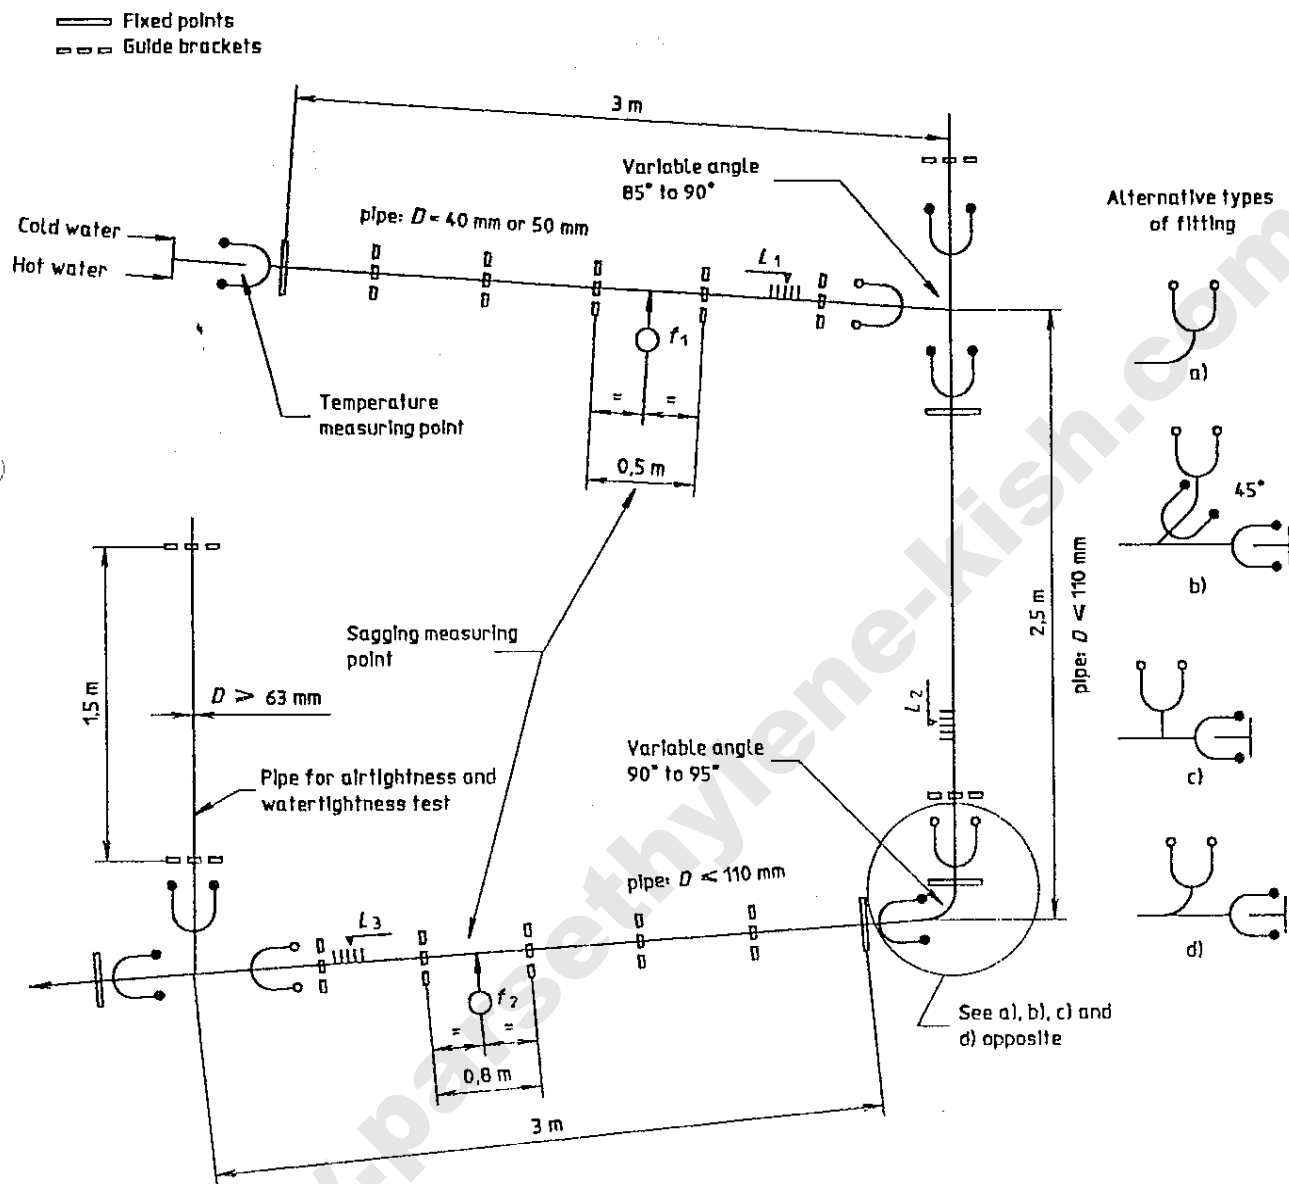 Fixed points
Guide brackets
3 m
Variable angle
85° to 90°
Alternative types
of fitting
Cold water
Hot water
pipe: D = 40 mm or 50 mm
L1
f1
a)
= =
Temperature
measuring point
0,5 m
45°
b)
2,5 m
pipe: D < 110 mm
Sagging measuring
point
1,5 m
D > 63 mm
L2
Variable angle
90° to 95°
c)
Pipe for airtightness and
watertightness test
pipe: D < 110 mm
L3
d)
f2
= =
See a), b), c) and
d) opposite
0,8 m
3 m
.parsethylene-kish.com